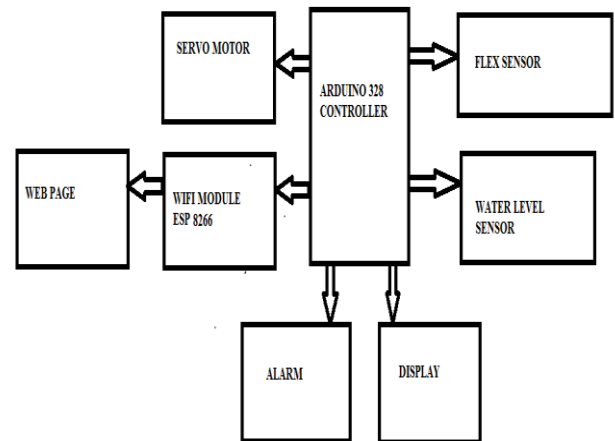 SERVO MOTOR
ARDUINO 328
CONTROLLER
FLEX SENSOR
WEB PAGE
WIFI MODULE
ESP 8266
WATER LEVEL
SENSOR
ALARM
DISPLAY